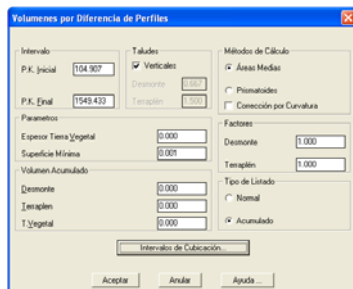 Volumenes por Diferencia de Perfiles
Intervalo
P.K. Inicial 104.907
P.K. Final 1549.433
Taludes
Verticales
Desmonte 0.667
Terraplén 1.500
Métodos de Cálculo
Áreas Medias
Prismatoides
Corrección por Curvatura
Parametros
Espesor Tierra Vegetal 0.000
Superficie Mínima 0.001
Factores
Desmonte 1.000
Terraplén 1.000
Volumen Acumulado
Desmonte 0.000
Terraplen 0.000
T.Vegetal 0.000
Tipo de Listado
Normal
Acumulado
Intervalos de Cubicación...
Aceptar Anular Ayuda ...